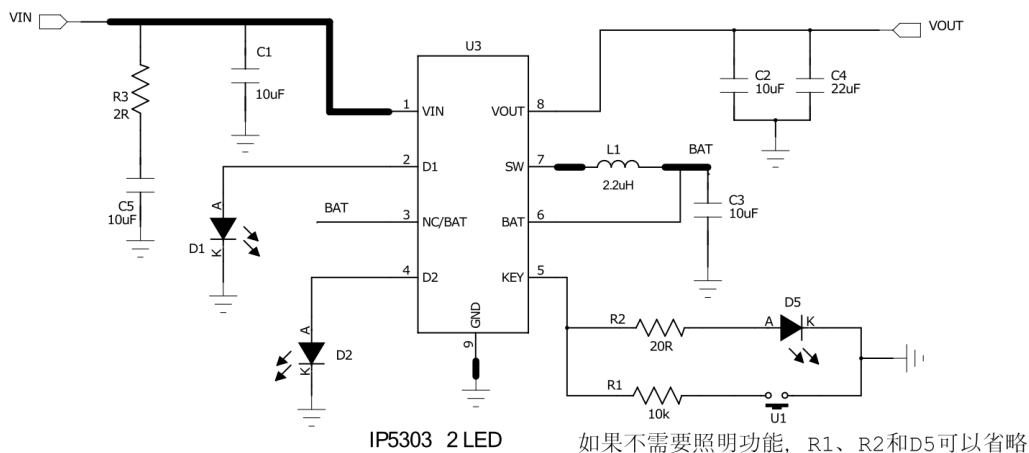 VIN
VOUT
U3
C1
10uF
R3
2R
C2
10uF
C4
22uF
1
VIN
VOUT
8
2
D1
SW
7
L1
2.2uH
BAT
C5
10uF
A
K
D1
BAT
3
NC/BAT
BAT
6
C3
10uF
4
D2
KEY
5
GND
9
A
K
D2
R2
20R
A
K
D5
R1
10k
U1
IP5303 2 LED
如果不需要照明功能, R1、R2和D5可以省略